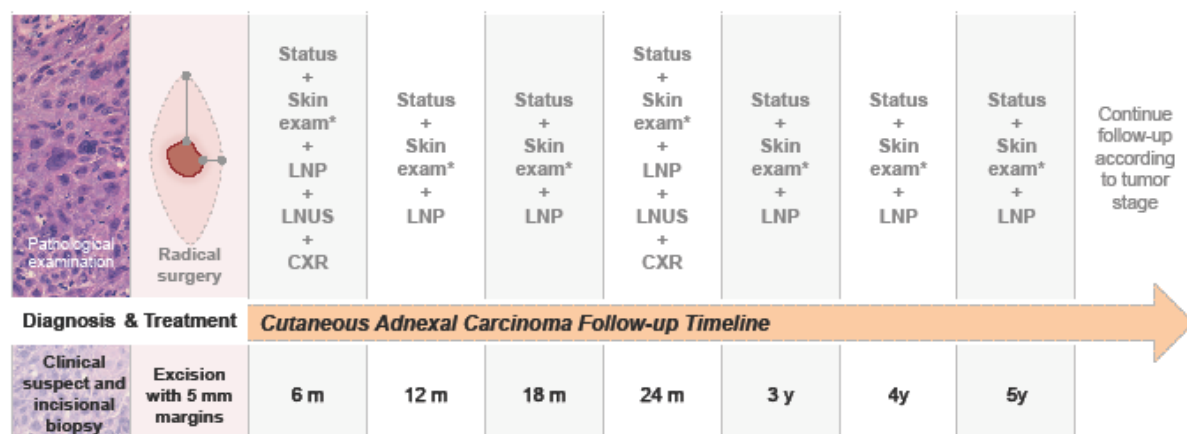 Pathological
examination
Radical
surgery
Status
+
Skin
exam*
+
LNP
+
LNUS
+
CXR
Status
+
Skin
exam*
+
LNP
Status
+
Skin
exam*
+
LNP
Status
+
Skin
exam*
+
LNP
+
LNUS
+
CXR
Status
+
Skin
exam*
+
LNP
Status
+
Skin
exam*
+
LNP
Status
+
Skin
exam*
+
LNP
Continue
follow-up
according
to tumor
stage
Diagnosis & Treatment
Cutaneous Adnexal Carcinoma Follow-up Timeline
Clinical
suspect and
incisional
biopsy
Excision
with 5 mm
margins
6 m
12 m
18 m
24 m
3 y
4y
5y